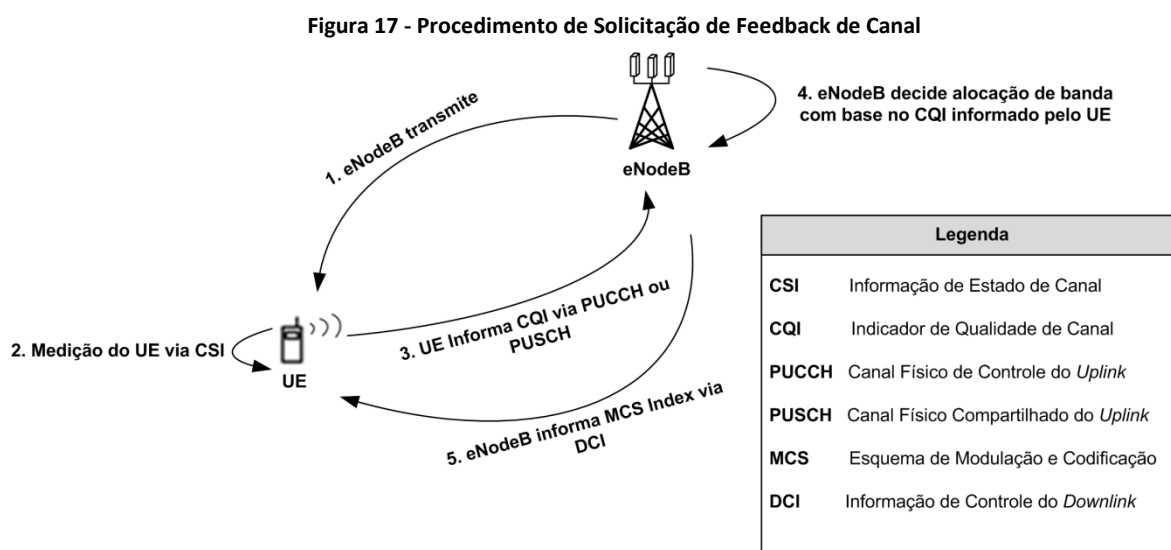 Figura 17 - Procedimento de Solicitação de Feedback de Canal
1. eNodeB transmite
eNodeB
4. eNodeB decide alocação de banda
com base no CQI informado pelo UE
2. Medição do UE via CSI
UE
3. UE Informa CQI via PUCCH ou
PUSCH
5. eNodeB informa MCS Index via
DCI
Legenda
CSI Informação de Estado de Canal
CQI Indicador de Qualidade de Canal
PUCCH Canal Físico de Controle do Uplink
PUSCH Canal Físico Compartilhado do Uplink
MCS Esquema de Modulação e Codificação
DCI Informação de Controle do Downlink